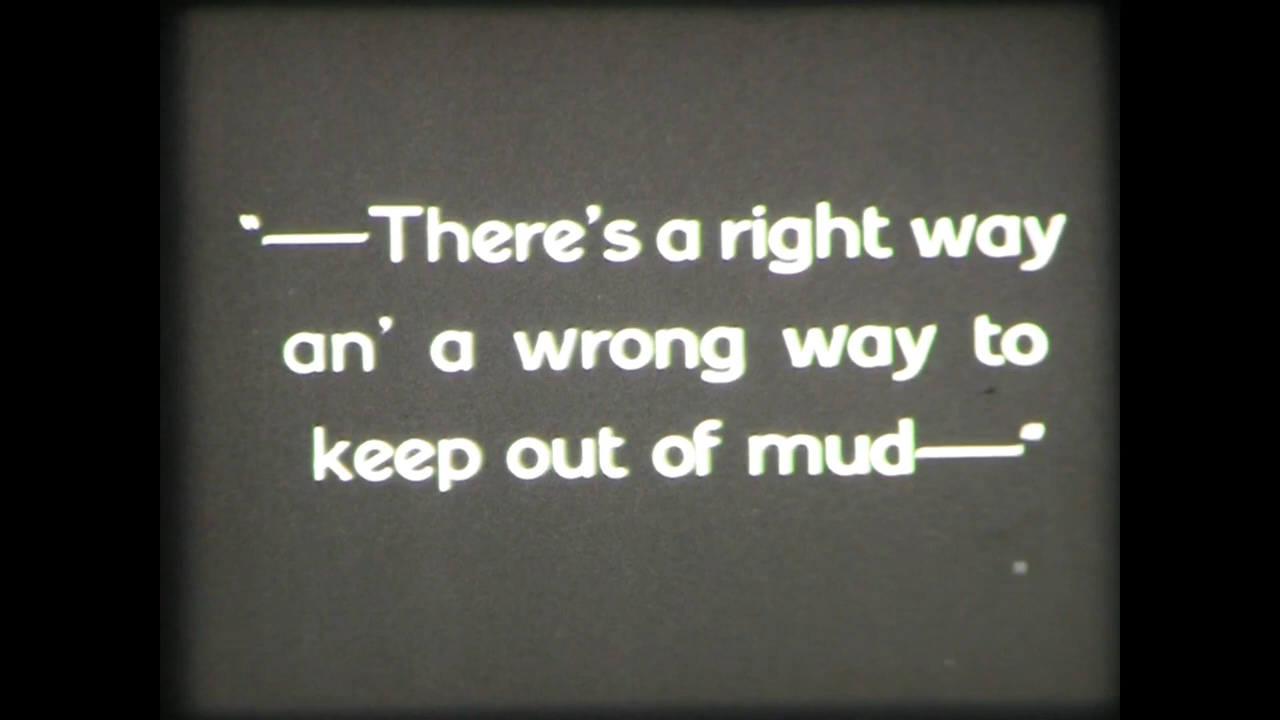 "—There's a right way
an' a wrong way to
keep out of mud—"